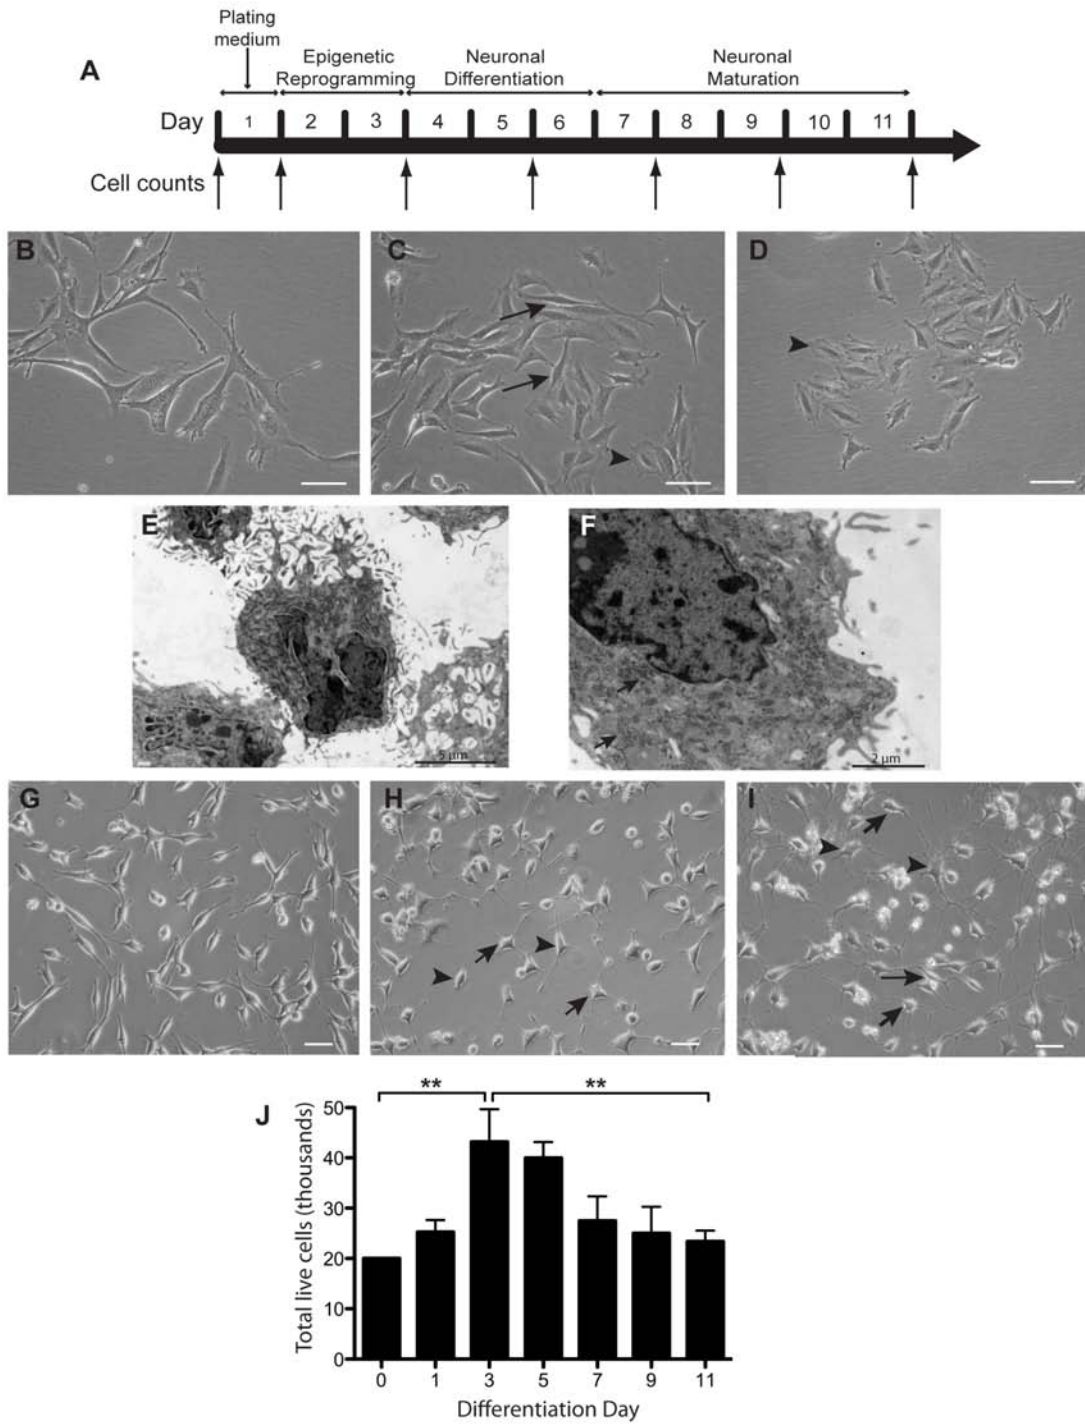 Plating
medium
A
Epigenetic
Reprogramming
Neuronal
Differentiation
Neuronal
Maturation
Day 1 2 3 4 5 6 7 8 9 10 11
Cell counts
B
C
D
E
5 µm
F
2 µm
G
H
I
J
** **
Total live cells (thousands)
50
40
30
20
10
0
0 1 3 5 7 9 11
Differentiation Day